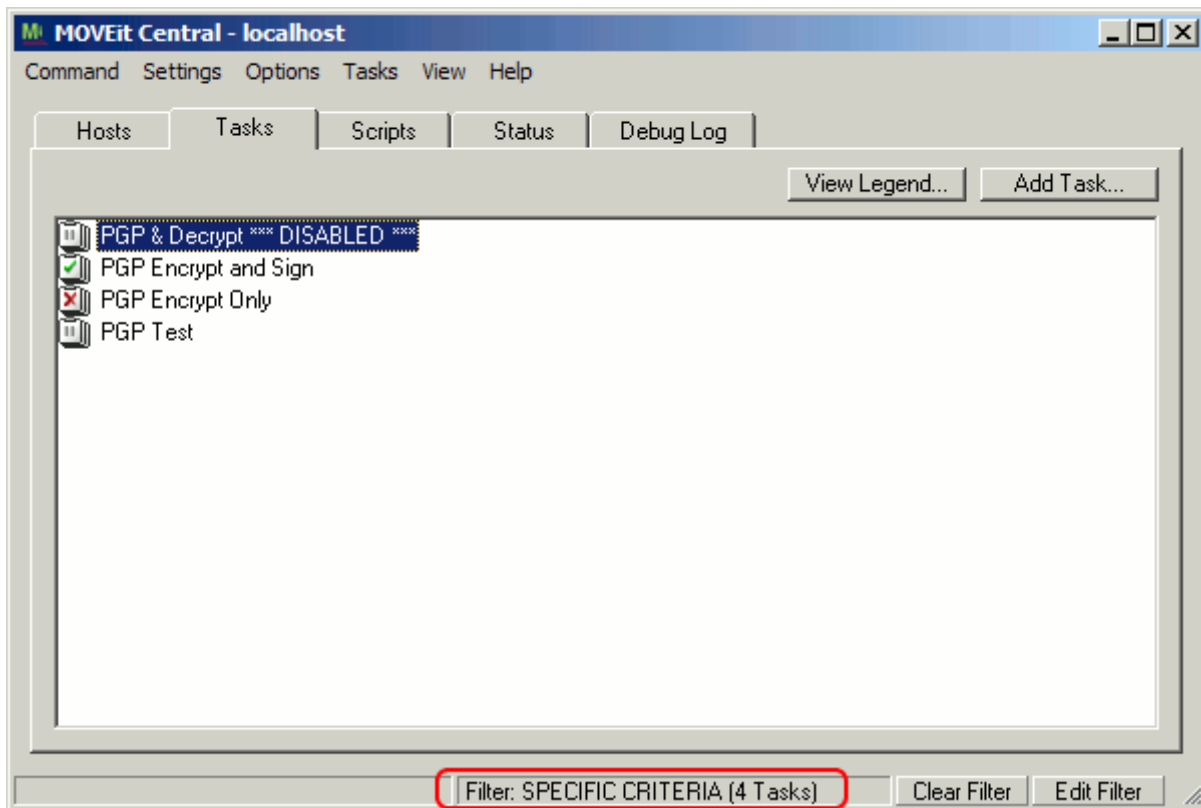 MOVEit Central - localhost
Command Settings Options Tasks View Help
Hosts Tasks Scripts Status Debug Log
View Legend... Add Task...
PGP & Decrypt *** DISABLED ***
PGP Encrypt and Sign
PGP Encrypt Only
PGP Test
Filter: SPECIFIC CRITERIA (4 Tasks) Clear Filter Edit Filter